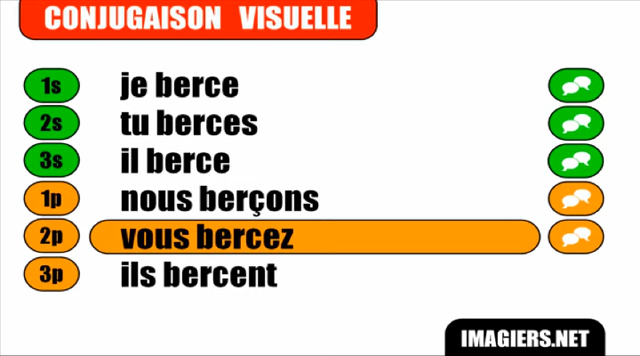 CONJUGAISON VISUELLE
1s je berce
2s tu berces
3s il berce
1p nous berçons
2p vous bercez
3p ils bercent
IMAGIERS.NET